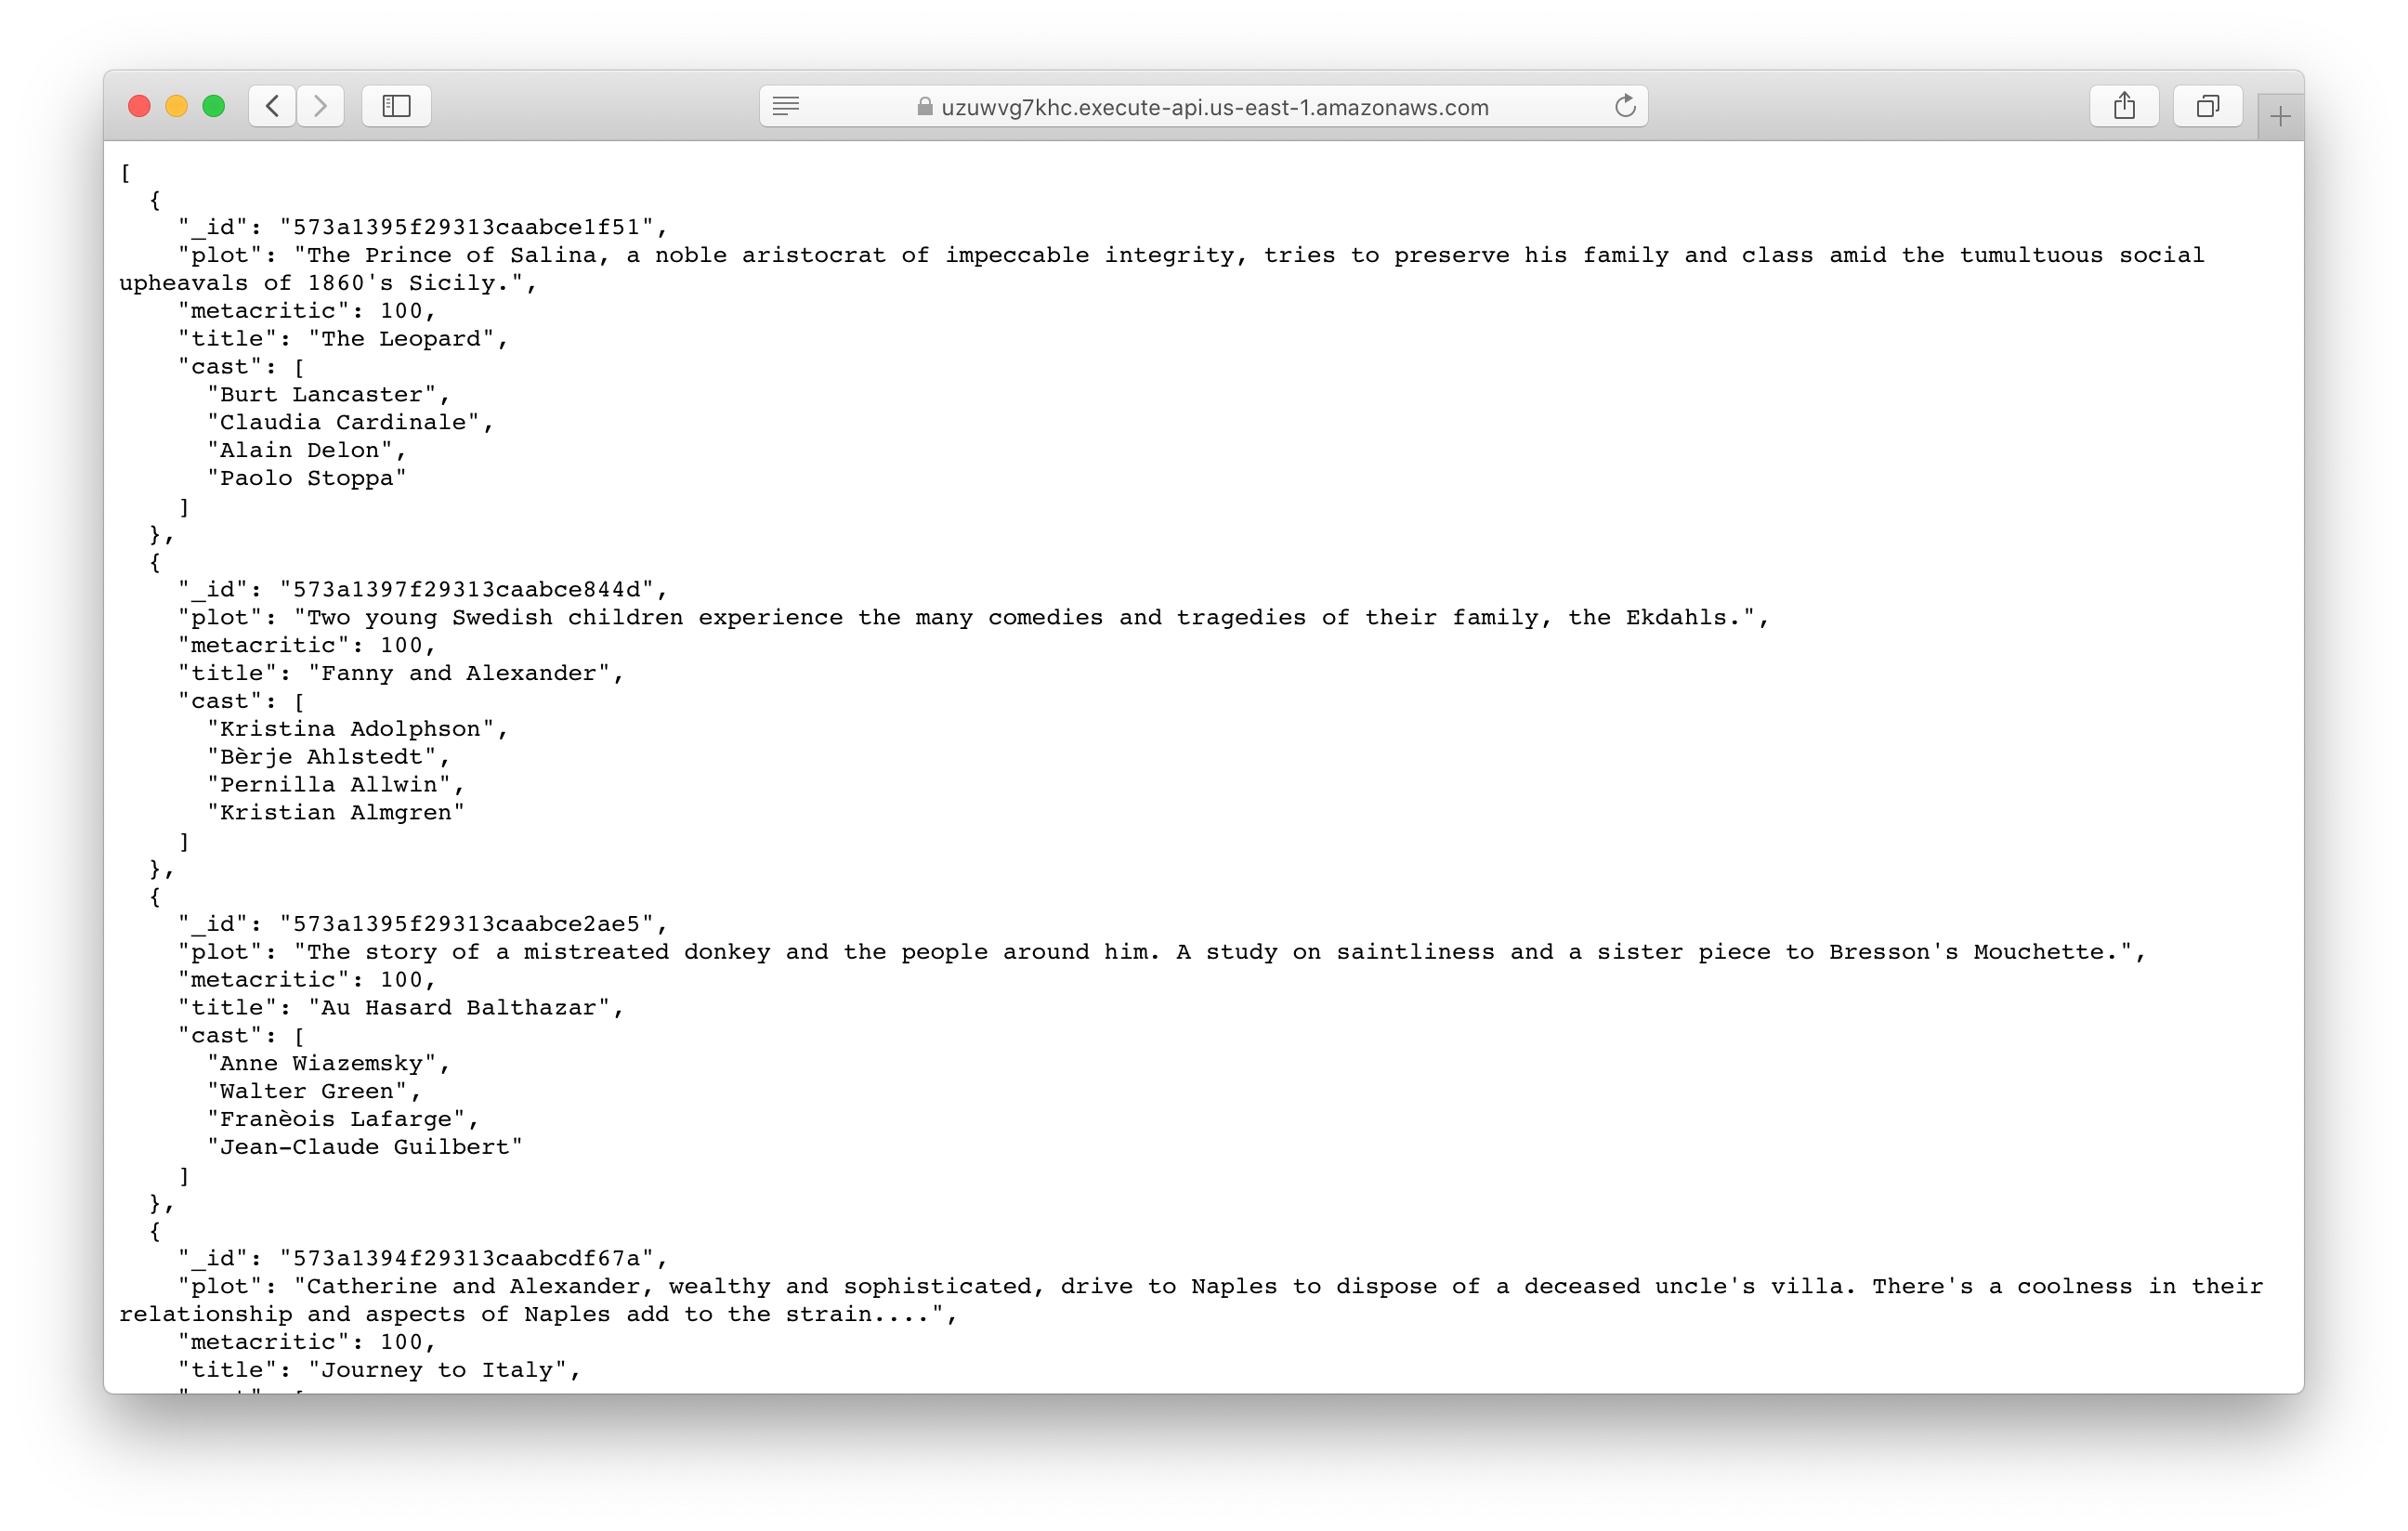 uzuwvg7khc.execute-api.us-east-1.amazonaws.com
[
  {
    "_id": "573a1395f29313caabce1f51",
    "plot": "The Prince of Salina, a noble aristocrat of impeccable integrity, tries to preserve his family and class amid the tumultuous social
upheavals of 1860's Sicily.",
    "metacritic": 100,
    "title": "The Leopard",
    "cast": [
      "Burt Lancaster",
      "Claudia Cardinale",
      "Alain Delon",
      "Paolo Stoppa"
    ]
  },
  {
    "_id": "573a1397f29313caabce844d",
    "plot": "Two young Swedish children experience the many comedies and tragedies of their family, the Ekdahls.",
    "metacritic": 100,
    "title": "Fanny and Alexander",
    "cast": [
      "Kristina Adolphson",
      "Bèrje Ahlstedt",
      "Pernilla Allwin",
      "Kristian Almgren"
    ]
  },
  {
    "_id": "573a1395f29313caabce2ae5",
    "plot": "The story of a mistreated donkey and the people around him. A study on saintliness and a sister piece to Bresson's Mouchette.",
    "metacritic": 100,
    "title": "Au Hasard Balthazar",
    "cast": [
      "Anne Wiazemsky",
      "Walter Green",
      "Franèois Lafarge",
      "Jean-Claude Guilbert"
    ]
  },
  {
    "_id": "573a1394f29313caabcdf67a",
    "plot": "Catherine and Alexander, wealthy and sophisticated, drive to Naples to dispose of a deceased uncle's villa. There's a coolness in their
relationship and aspects of Naples add to the strain....",
    "metacritic": 100,
    "title": "Journey to Italy",